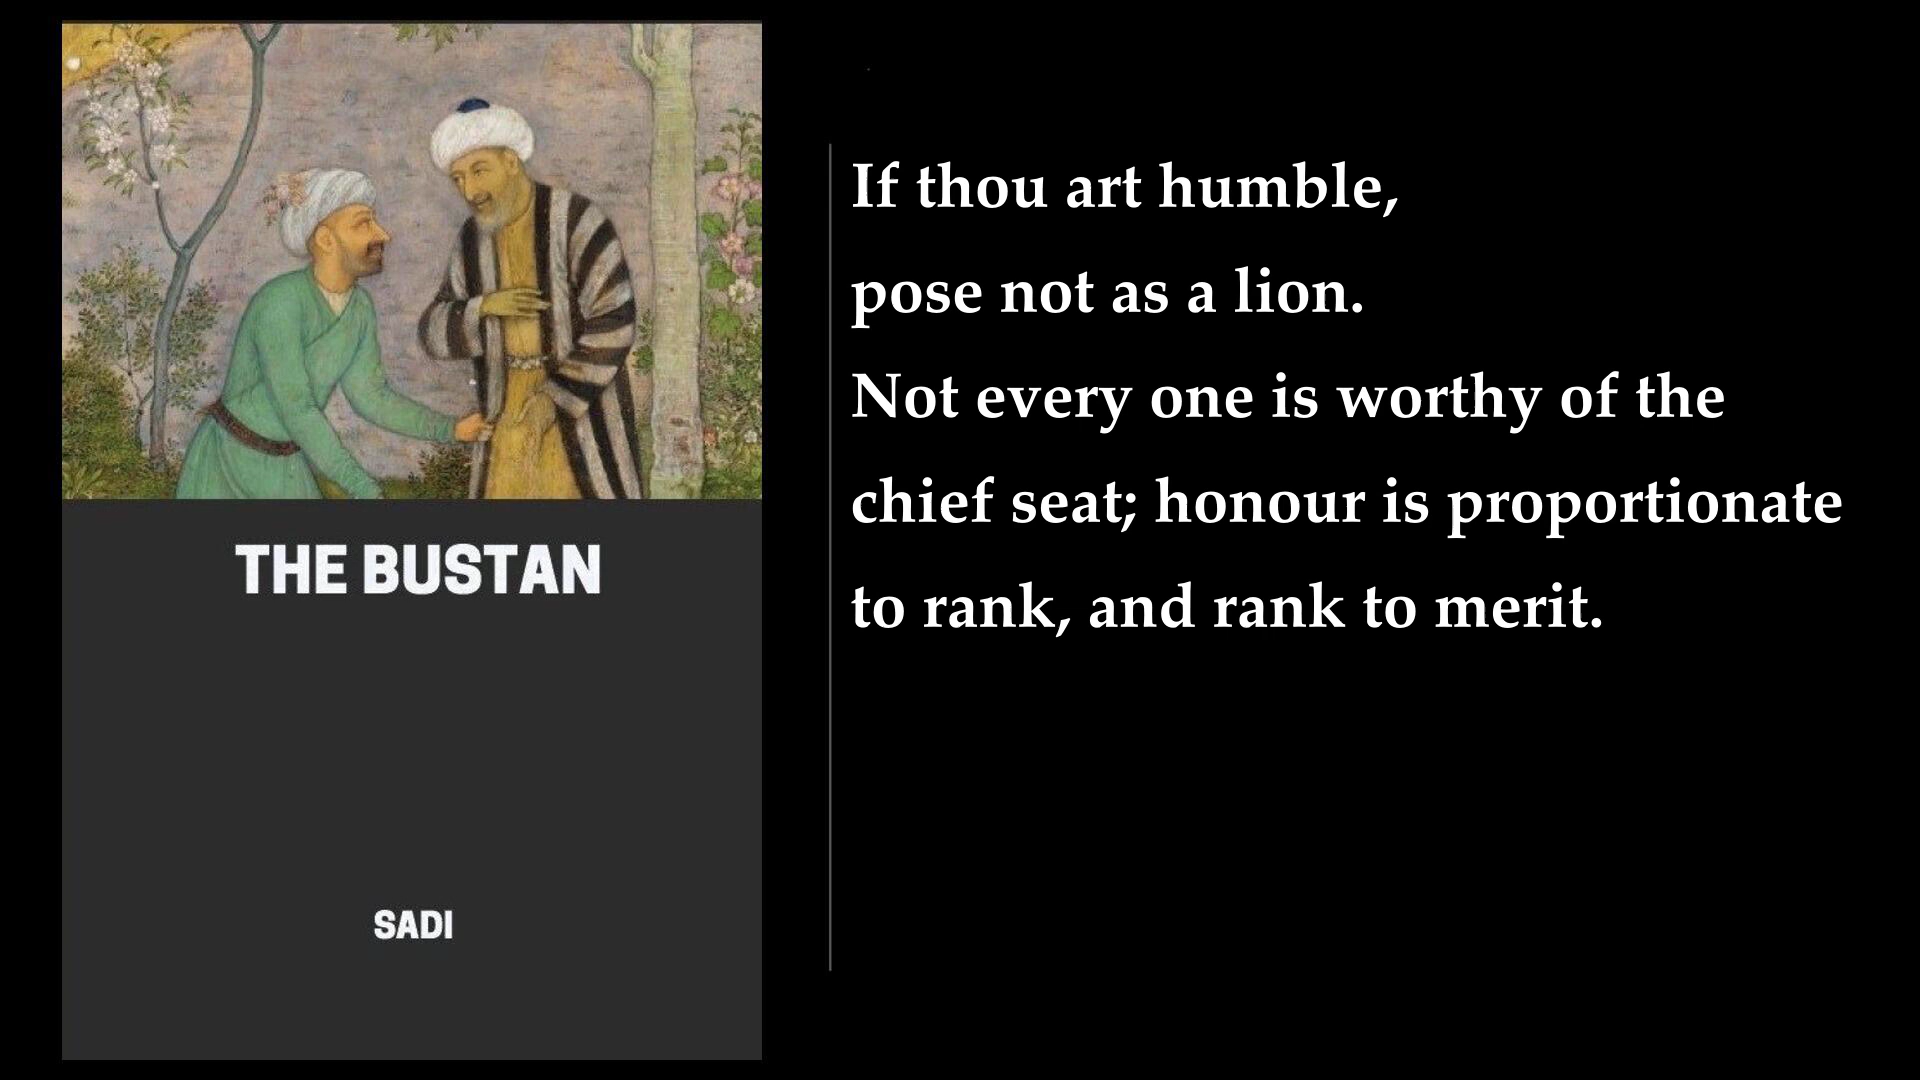 THE BUSTAN
SADI
If thou art humble,
pose not as a lion.
Not every one is worthy of the
chief seat; honour is proportionate
to rank, and rank to merit.